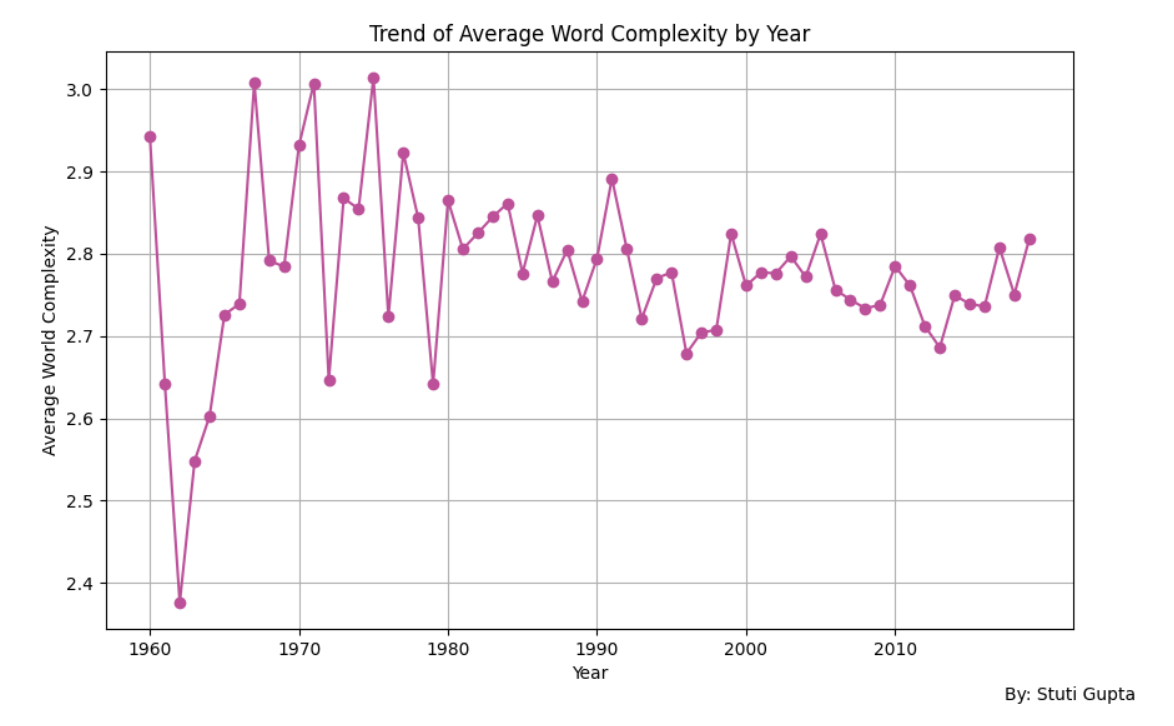 Trend of Average Word Complexity by Year
Average World Complexity
3.0
2.9
2.8
2.7
2.6
2.5
2.4
1960 1970 1980 1990 2000 2010
Year
By: Stuti Gupta